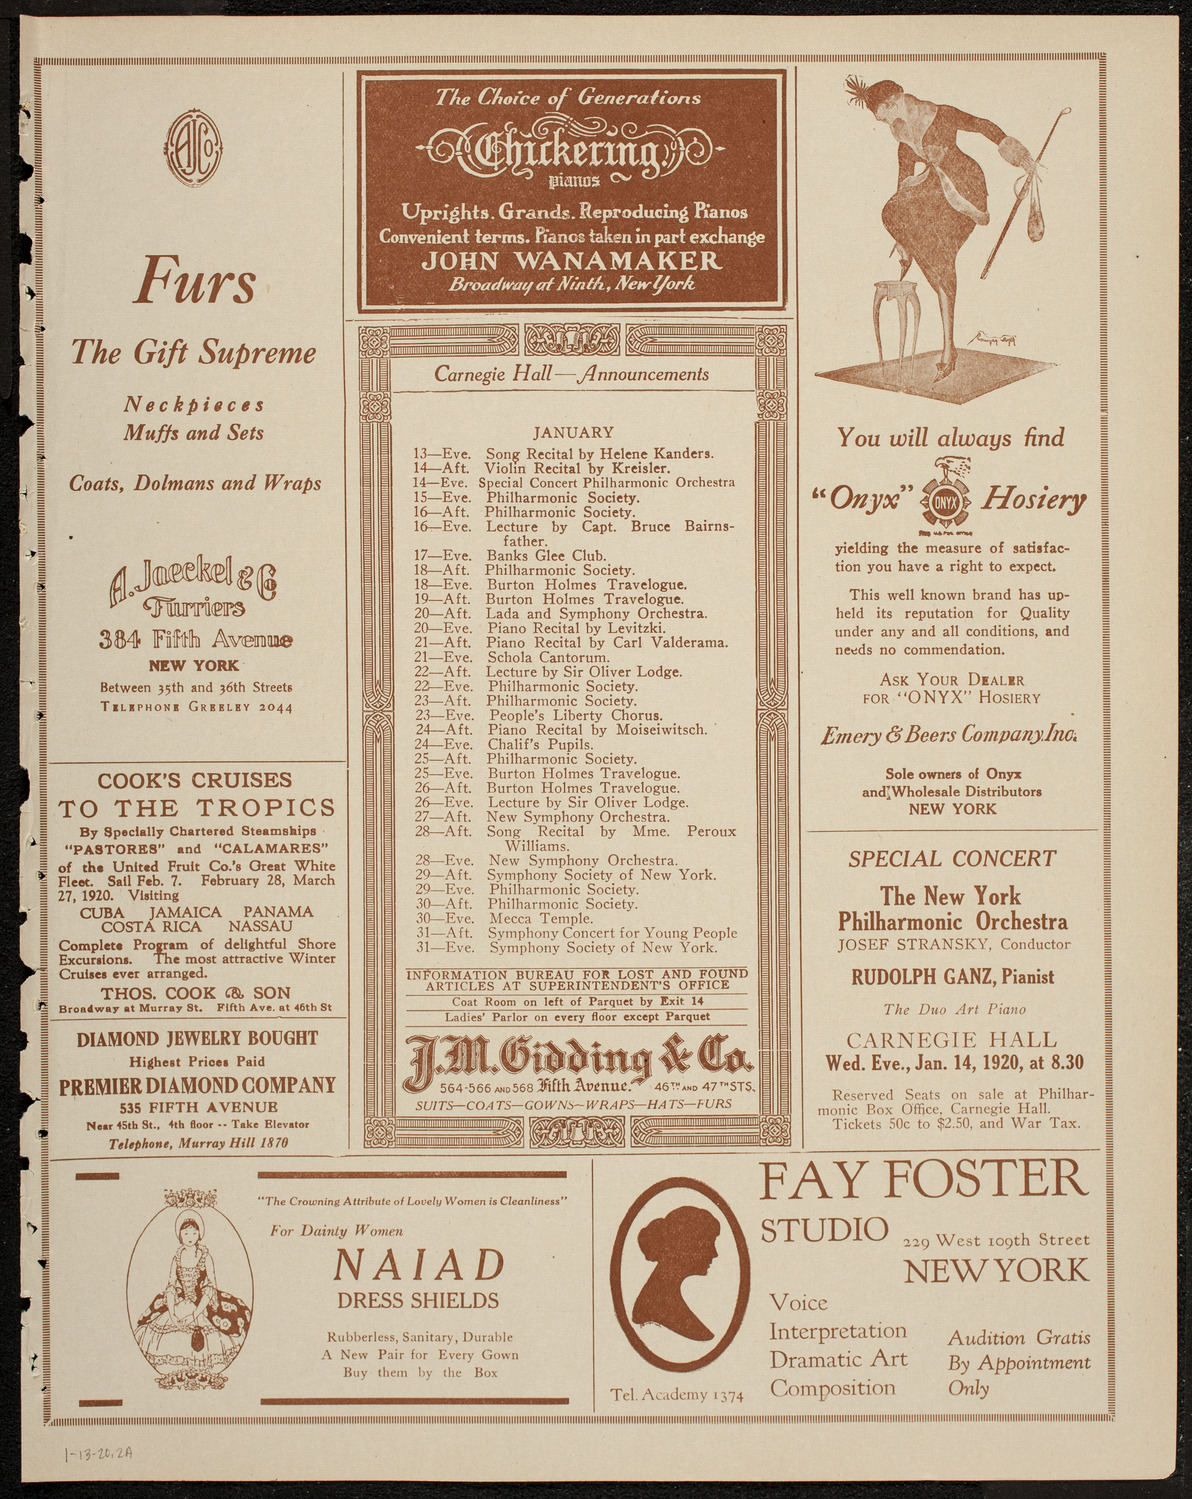 AJCo
Furs
The Gift Supreme
Neckpieces
Muffs and Sets
Coats, Dolmans and Wraps
A. Jaeckel & Co
Furriers
384 Fifth Avenue
NEW YORK
Between 35th and 36th Streets
TELEPHONE GREELEY 2044
COOK'S CRUISES
TO THE TROPICS
By Specially Chartered Steamships
"PASTORES" and "CALAMARES"
of the United Fruit Co.'s Great White
Fleet. Sail Feb. 7. February 28, March
27, 1920. Visiting
CUBA JAMAICA PANAMA
COSTA RICA NASSAU
Complete Program of delightful Shore
Excursions. The most attractive Winter
Cruises ever arranged.
THOS. COOK & SON
Broadway at Murray St. Fifth Ave. at 46th St
DIAMOND JEWELRY BOUGHT
Highest Prices Paid
PREMIER DIAMOND COMPANY
535 FIFTH AVENUE
Near 45th St., 4th floor -- Take Elevator
Telephone, Murray Hill 1870
The Choice of Generations
Chickering
pianos
Uprights. Grands. Reproducing Pianos
Convenient terms. Pianos taken in part exchange
JOHN WANAMAKER
Broadway at Ninth, New York
Carnegie Hall—Announcements
JANUARY
13—Eve. Song Recital by Helene Kanders.
14—Aft. Violin Recital by Kreisler.
14—Eve. Special Concert Philharmonic Orchestra
15—Eve. Philharmonic Society.
16—Aft. Philharmonic Society.
16—Eve. Lecture by Capt. Bruce Bairns-
father.
17—Eve. Banks Glee Club.
18—Aft. Philharmonic Society.
18—Eve. Burton Holmes Travelogue.
19—Aft. Burton Holmes Travelogue.
20—Aft. Lada and Symphony Orchestra.
20—Eve. Piano Recital by Levitzki.
21—Aft. Piano Recital by Carl Valderama.
21—Eve. Schola Cantorum.
22—Aft. Lecture by Sir Oliver Lodge.
22—Eve. Philharmonic Society.
23—Aft. Philharmonic Society.
23—Eve. People's Liberty Chorus.
24—Aft. Piano Recital by Moiseiwitsch.
24—Eve. Chalif's Pupils.
25—Aft. Philharmonic Society.
25—Eve. Burton Holmes Travelogue.
26—Aft. Burton Holmes Travelogue.
26—Eve. Lecture by Sir Oliver Lodge.
27—Aft. New Symphony Orchestra.
28—Aft. Song Recital by Mme. Peroux
Williams.
28—Eve. New Symphony Orchestra.
29—Aft. Symphony Society of New York.
29—Eve. Philharmonic Society.
30—Aft. Philharmonic Society.
30—Eve. Mecca Temple.
31—Aft. Symphony Concert for Young People
31—Eve. Symphony Society of New York.
INFORMATION BUREAU FOR LOST AND FOUND
ARTICLES AT SUPERINTENDENT'S OFFICE
Coat Room on left of Parquet by Exit 14
Ladies' Parlor on every floor except Parquet
J.M. Gidding & Co.
564-566 AND 568 Fifth Avenue. 46TH AND 47TH STS.
SUITS—COATS—GOWNS—WRAPS—HATS—FURS
You will always find
"Onyx" ONYX Hosiery
yielding the measure of satisfac-
tion you have a right to expect.
This well known brand has up-
held its reputation for Quality
under any and all conditions, and
needs no commendation.
ASK YOUR DEALER
FOR "ONYX" HOSIERY
Emery & Beers Company, Inc.
Sole owners of Onyx
and Wholesale Distributors
NEW YORK
SPECIAL CONCERT
The New York
Philharmonic Orchestra
JOSEF STRANSKY, Conductor
RUDOLPH GANZ, Pianist
The Duo Art Piano
CARNEGIE HALL
Wed. Eve., Jan. 14, 1920, at 8.30
Reserved Seats on sale at Philhar-
monic Box Office, Carnegie Hall.
Tickets 50c to $2.50, and War Tax.
"The Crowning Attribute of Lovely Women is Cleanliness"
For Dainty Women
NAIAD
DRESS SHIELDS
Rubberless, Sanitary, Durable
A New Pair for Every Gown
Buy them by the Box
FAY FOSTER
STUDIO 229 West 109th Street
NEW YORK
Voice
Interpretation
Dramatic Art
Composition
Audition Gratis
By Appointment
Only
Tel. Academy 1374
1-13-20,2A